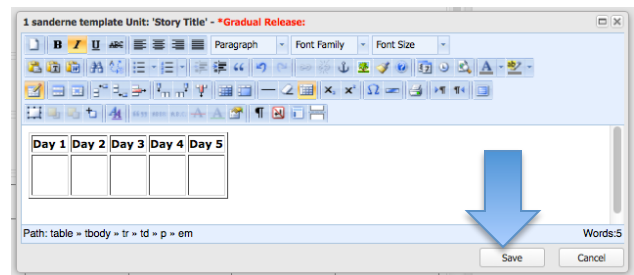 1 sanderne template Unit: 'Story Title' - *Gradual Release:
B I U ABC Paragraph Font Family Font Size
Day 1 Day 2 Day 3 Day 4 Day 5
Path: table » tbody » tr » td » p » em Words:5
Save Cancel